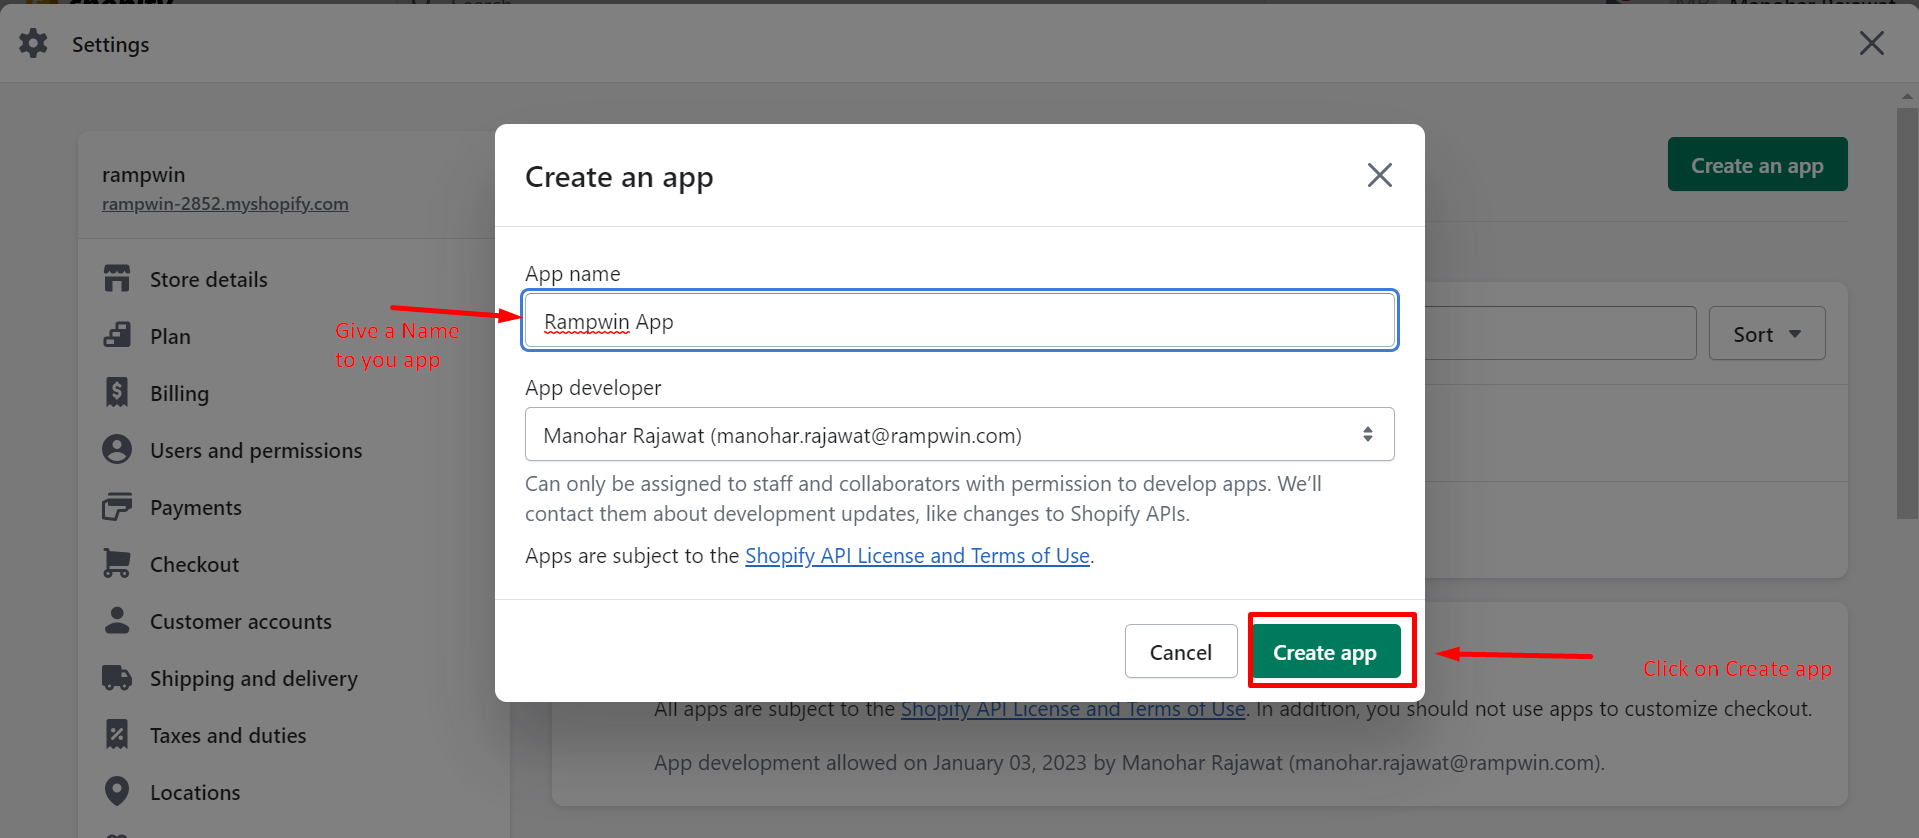 shopify
Search
Manohar Rajawat
Settings
rampwin
rampwin-2852.myshopify.com
Store details
Plan
Billing
Users and permissions
Payments
Checkout
Customer accounts
Shipping and delivery
Taxes and duties
Locations
Create an app
Sort
Create an app
App name
Rampwin App
Give a Name
to you app
App developer
Manohar Rajawat (manohar.rajawat@rampwin.com)
Can only be assigned to staff and collaborators with permission to develop apps. We’ll
contact them about development updates, like changes to Shopify APIs.
Apps are subject to the Shopify API License and Terms of Use.
Cancel
Create app
Click on Create app
All apps are subject to the Shopify API License and Terms of Use. In addition, you should not use apps to customize checkout.
App development allowed on January 03, 2023 by Manohar Rajawat (manohar.rajawat@rampwin.com).